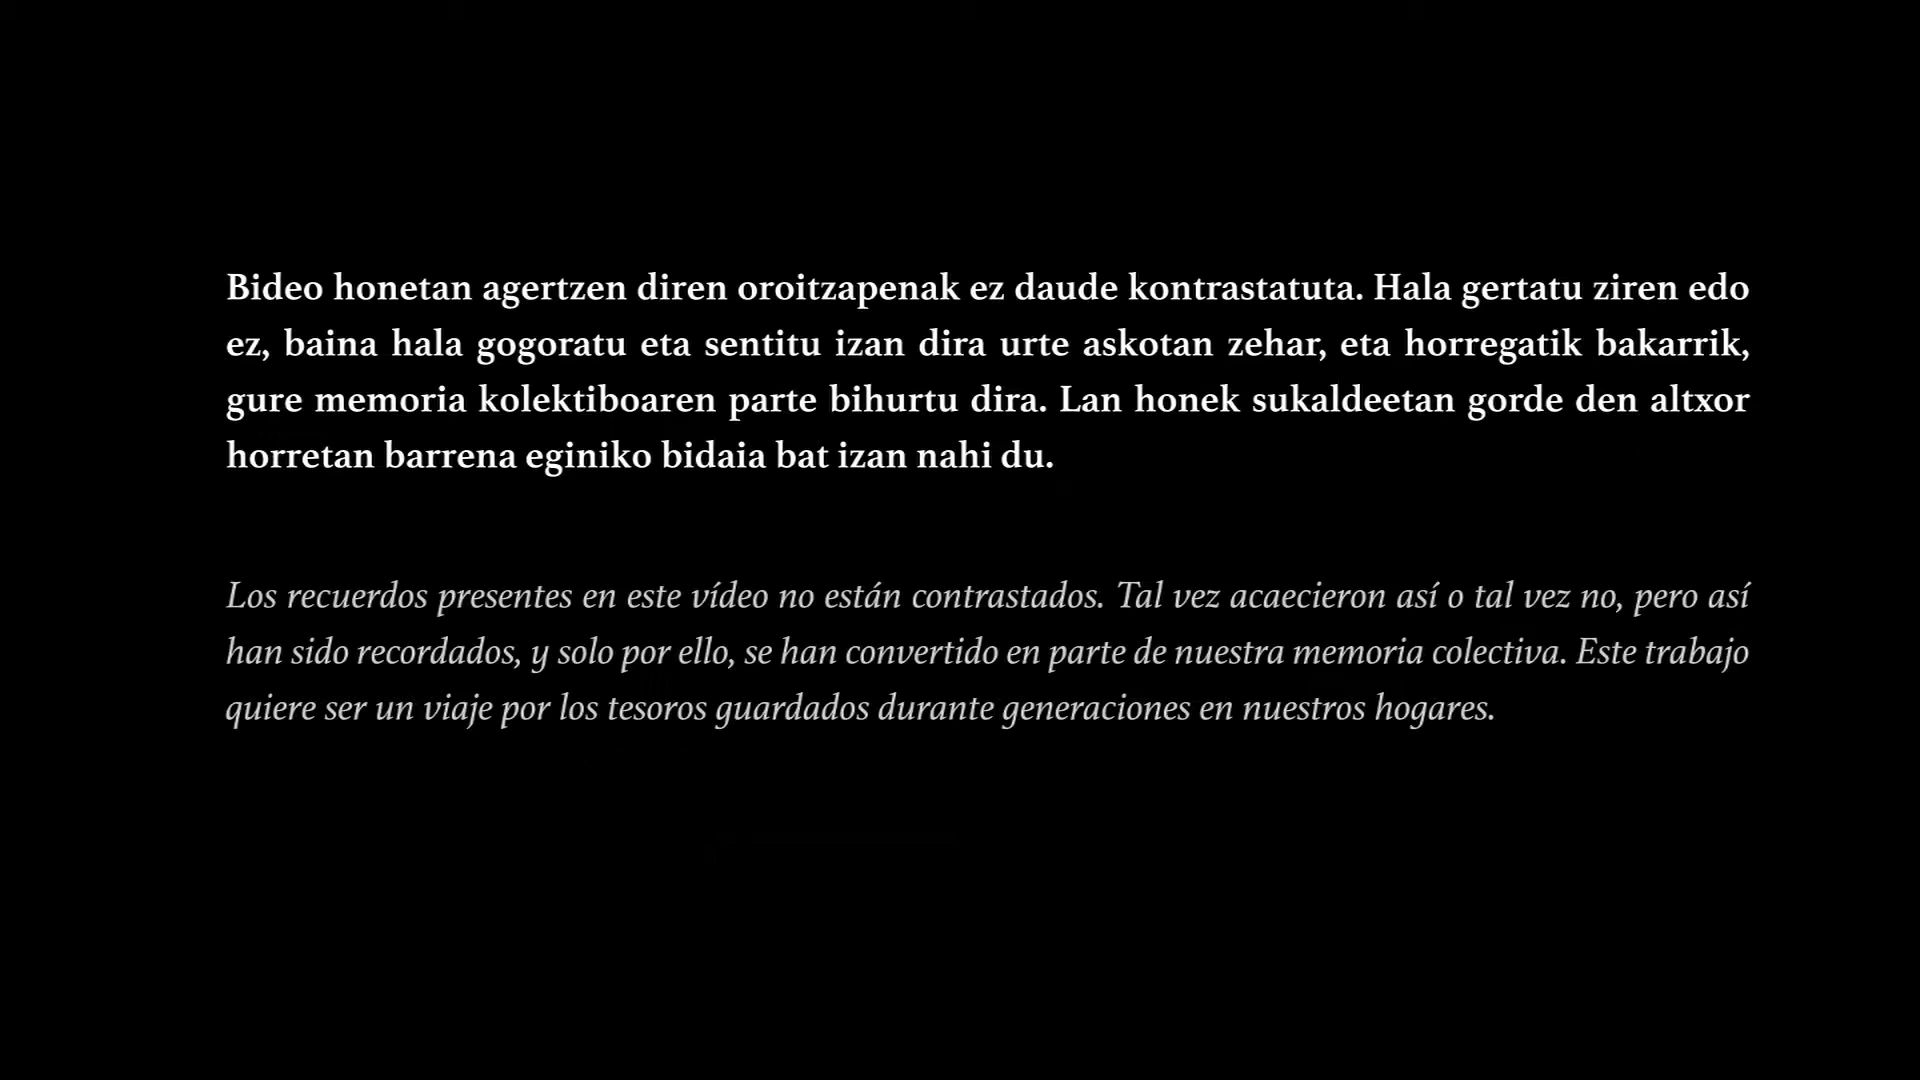 Bideo honetan agertzen diren oroitzapenak ez daude kontrastatuta. Hala gertatu ziren edo
ez, baina hala gogoratu eta sentitu izan dira urte askotan zehar, eta horregatik bakarrik,
gure memoria kolektiboaren parte bihurtu dira. Lan honek sukaldeetan gorde den altxor
horretan barrena eginiko bidaia bat izan nahi du.
Los recuerdos presentes en este vídeo no están contrastados. Tal vez acaecieron así o tal vez no, pero así
han sido recordados, y solo por ello, se han convertido en parte de nuestra memoria colectiva. Este trabajo
quiere ser un viaje por los tesoros guardados durante generaciones en nuestros hogares.